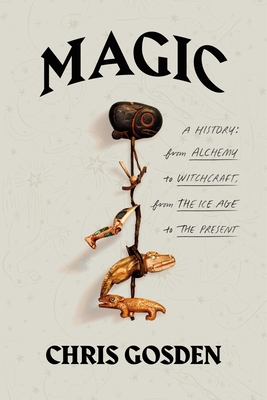 MAGIC
A HISTORY:
from ALCHEMY
to WITCHCRAFT,
from THE ICE AGE
to THE PRESENT
CHRIS GOSDEN